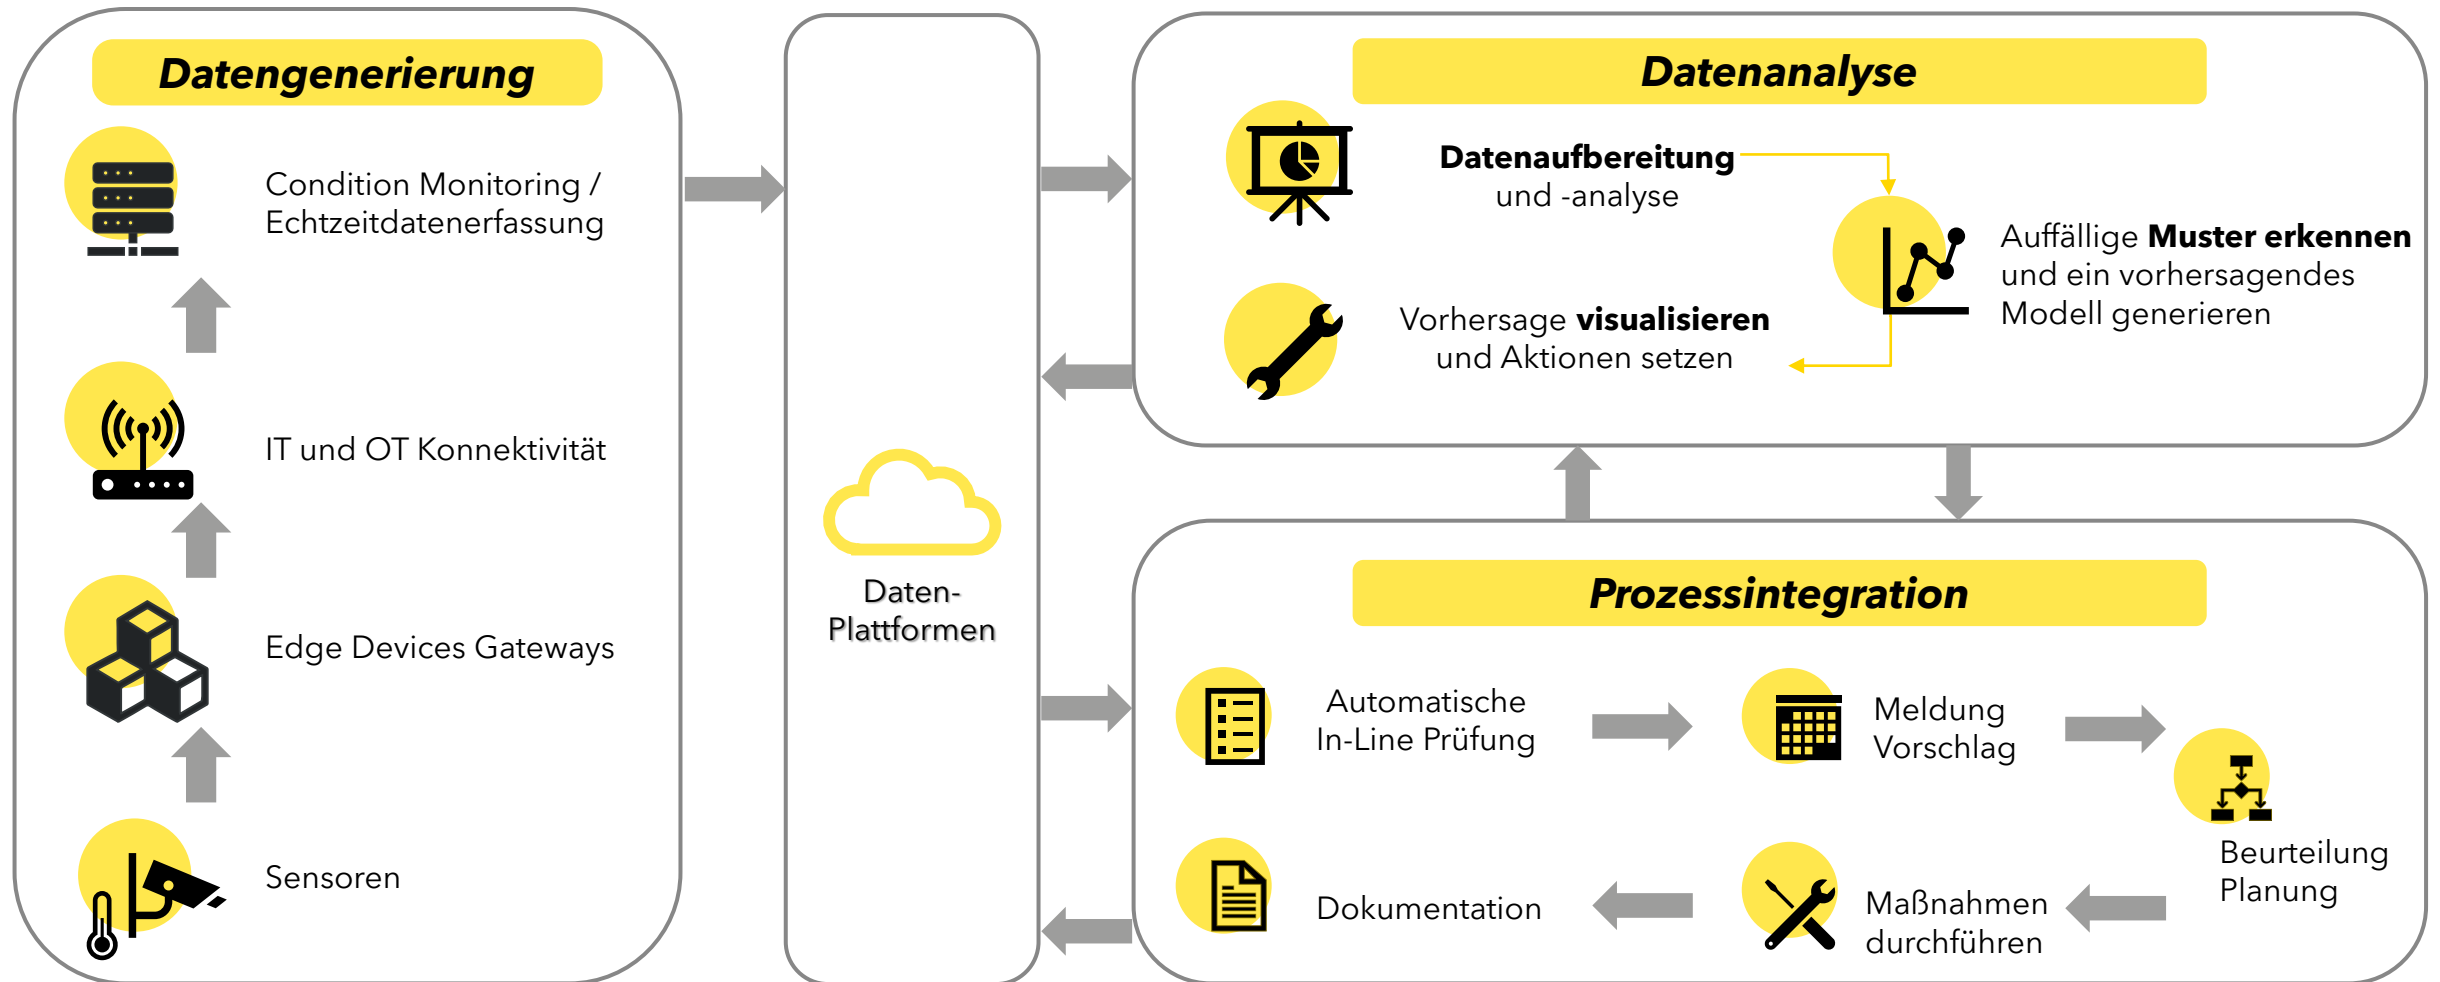 Datengenerierung
Condition Monitoring /
Echtzeitdatenerfassung
IT und OT Konnektivität
Edge Devices Gateways
Sensoren
Daten-
Plattformen
Datenanalyse
Datenaufbereitung
und -analyse
Auffällige Muster erkennen
und ein vorhersagendes
Modell generieren
Vorhersage visualisieren
und Aktionen setzen
Prozessintegration
Automatische
In-Line Prüfung
Meldung
Vorschlag
Beurteilung
Planung
Maßnahmen
durchführen
Dokumentation